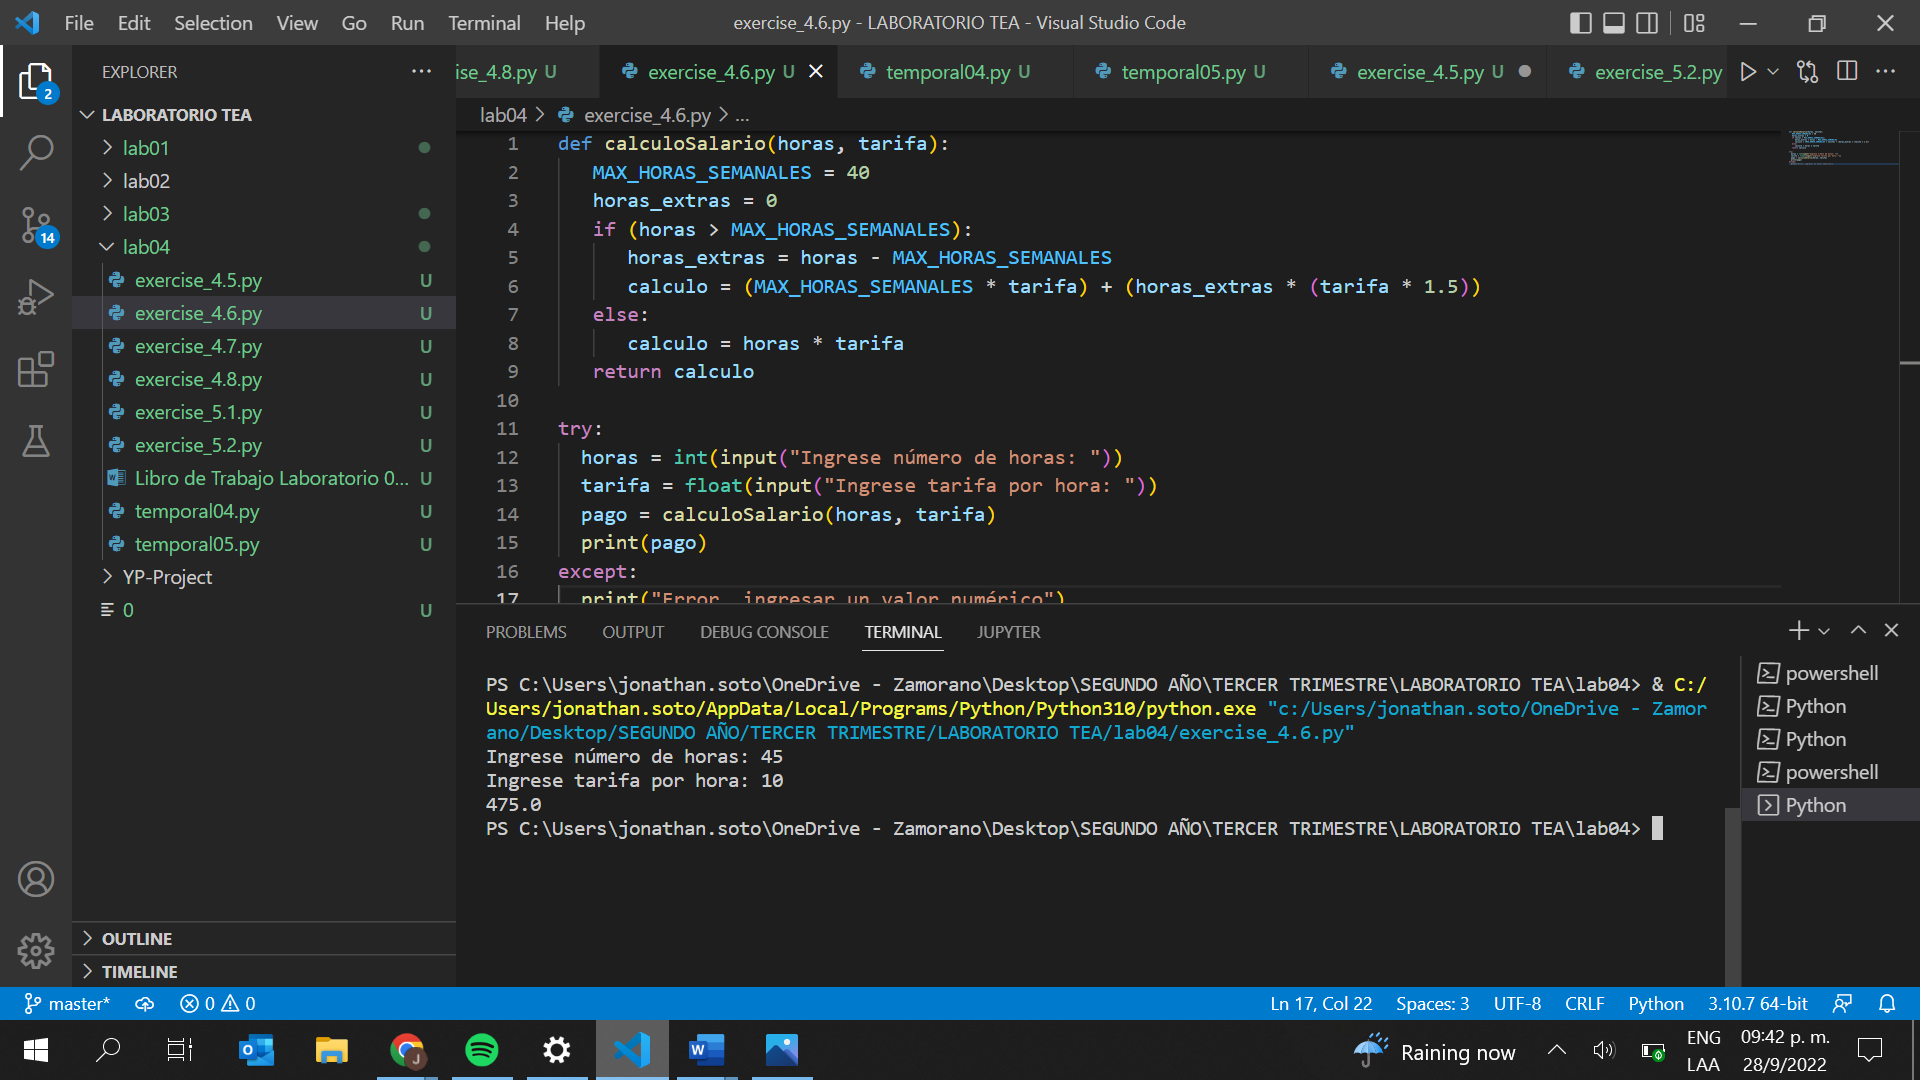 File Edit Selection View Go Run Terminal Help
exercise_4.6.py - LABORATORIO TEA - Visual Studio Code
EXPLORER
ise_4.8.py U
exercise_4.6.py U
temporal04.py U
temporal05.py U
exercise_4.5.py U
exercise_5.2.py
2
14
LABORATORIO TEA
lab01
lab02
lab03
lab04
exercise_4.5.py U
exercise_4.6.py U
exercise_4.7.py U
exercise_4.8.py U
exercise_5.1.py U
exercise_5.2.py U
Libro de Trabajo Laboratorio 0... U
temporal04.py U
temporal05.py U
YP-Project
0 U
OUTLINE
TIMELINE
lab04 > exercise_4.6.py > ...
1 def calculoSalario(horas, tarifa):
2 MAX_HORAS_SEMANALES = 40
3 horas_extras = 0
4 if (horas > MAX_HORAS_SEMANALES):
5 horas_extras = horas - MAX_HORAS_SEMANALES
6 calculo = (MAX_HORAS_SEMANALES * tarifa) + (horas_extras * (tarifa * 1.5))
7 else:
8 calculo = horas * tarifa
9 return calculo
10
11 try:
12 horas = int(input("Ingrese número de horas: "))
13 tarifa = float(input("Ingrese tarifa por hora: "))
14 pago = calculoSalario(horas, tarifa)
15 print(pago)
16 except:
17 print("Error, ingresar un valor numérico")
PROBLEMS OUTPUT DEBUG CONSOLE TERMINAL JUPYTER
PS C:\Users\jonathan.soto\OneDrive - Zamorano\Desktop\SEGUNDO AÑO\TERCER TRIMESTRE\LABORATORIO TEA\lab04> & C:/
Users/jonathan.soto/AppData/Local/Programs/Python/Python310/python.exe "c:/Users/jonathan.soto/OneDrive - Zamor
ano/Desktop/SEGUNDO AÑO/TERCER TRIMESTRE/LABORATORIO TEA/lab04/exercise_4.6.py"
Ingrese número de horas: 45
Ingrese tarifa por hora: 10
475.0
PS C:\Users\jonathan.soto\OneDrive - Zamorano\Desktop\SEGUNDO AÑO\TERCER TRIMESTRE\LABORATORIO TEA\lab04>
powershell
Python
Python
powershell
Python
master* 0 0
Ln 17, Col 22 Spaces: 3 UTF-8 CRLF Python 3.10.7 64-bit
Raining now
ENG
LAA
09:42 p. m.
28/9/2022